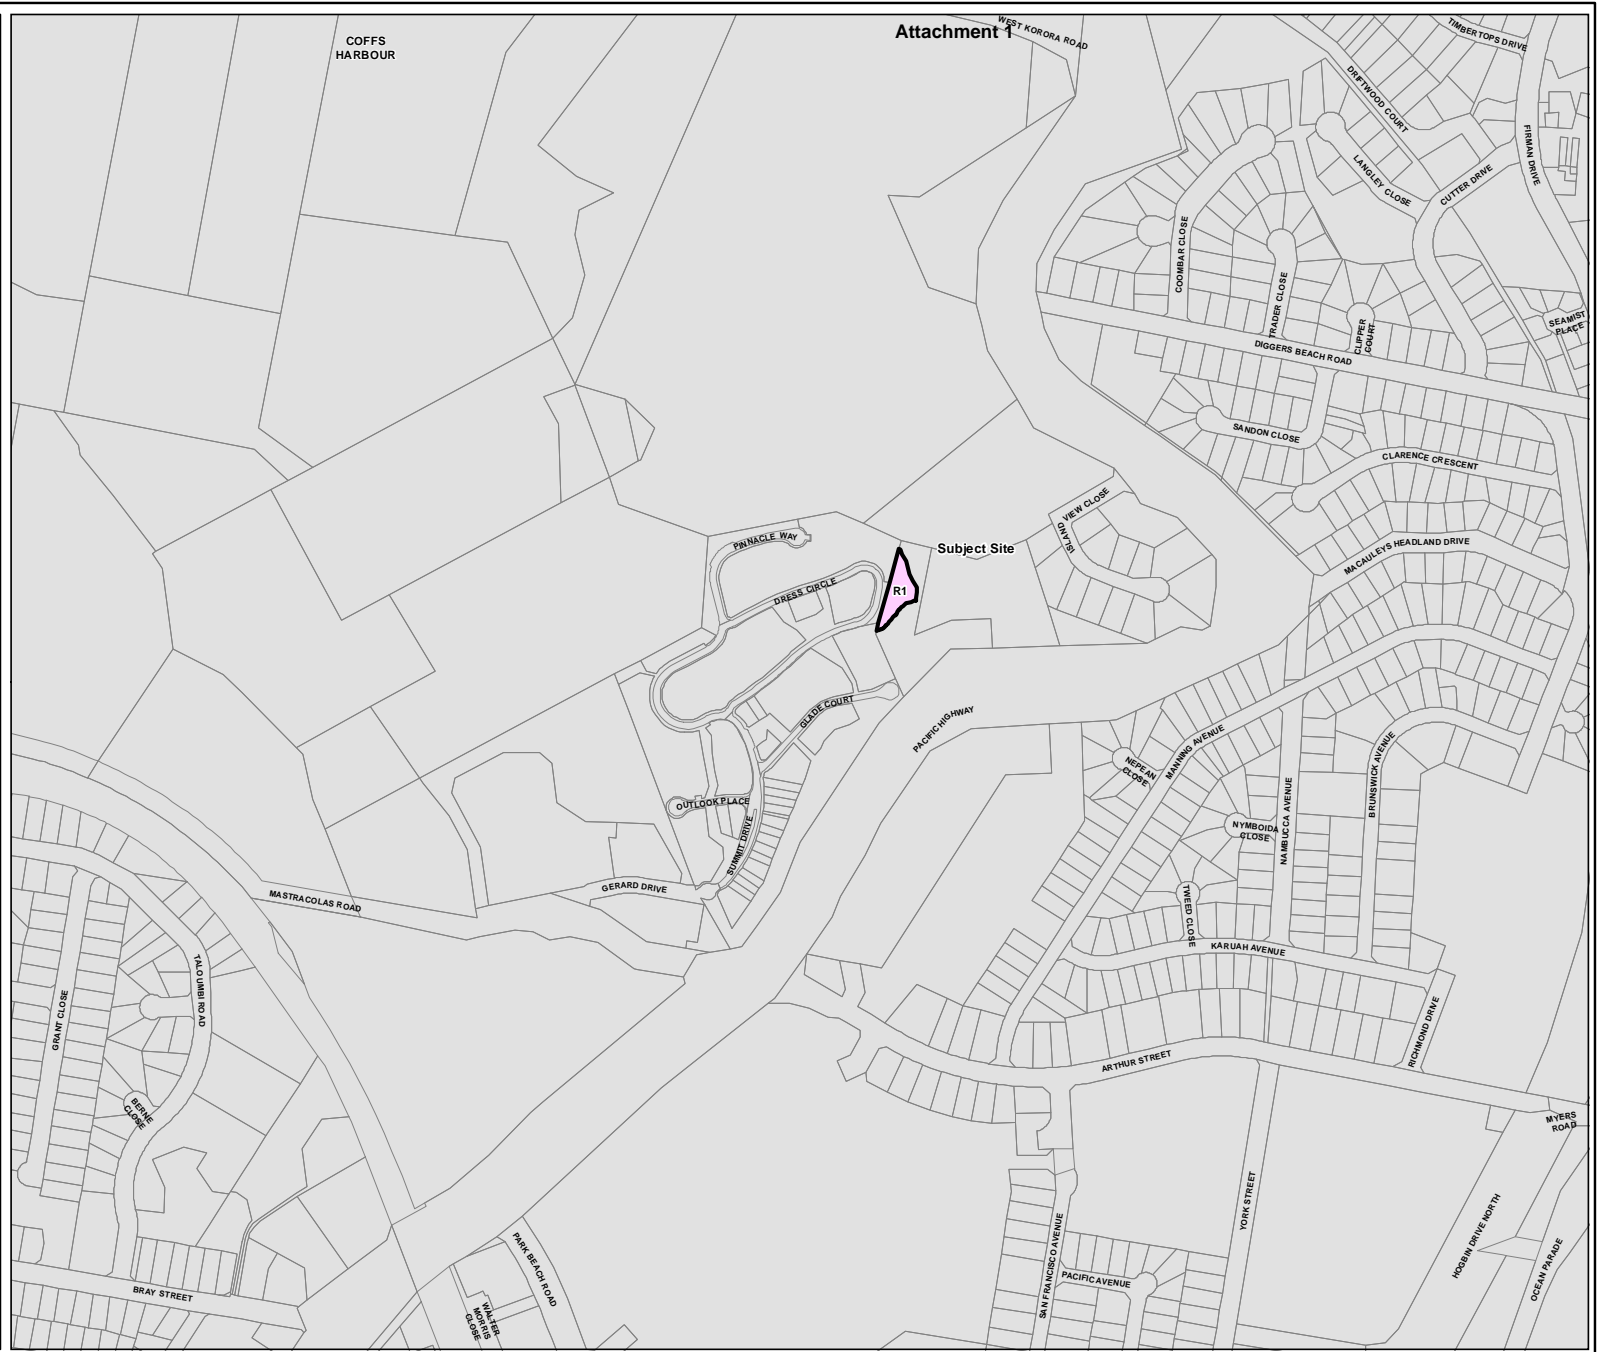 Attachment 1
COFFS
HARBOUR
WEST KORORA ROAD
TIMBERTOPS DRIVE
DRIFTWOOD COURT
FIRMAN DRIVE
LANGLEY CLOSE
CUTTER DRIVE
COOMBAR CLOSE
TRADER CLOSE
CLIPPER
COURT
SEAMIST
PLACE
DIGGERS BEACH ROAD
SANDON CLOSE
CLARENCE CRESCENT
ISLAND
VIEW CLOSE
MACAULEYS HEADLAND DRIVE
PINNACLE WAY
Subject Site
DRESS CIRCLE
R1
GLADE COURT
PACIFIC HIGHWAY
MANNING AVENUE
NEPEAN
CLOSE
BRUNSWICK AVENUE
NAMBUCCA AVENUE
NYMBOIDA
CLOSE
OUTLOOK PLACE
SUMMIT DRIVE
GERARD DRIVE
MASTRACOLAS ROAD
TWEED CLOSE
KARUAH AVENUE
TALOUMBI ROAD
GRANT CLOSE
RICHMOND DRIVE
ARTHUR STREET
BERNE
CLOSE
MYERS
ROAD
YORK STREET
HOGBIN DRIVE NORTH
OCEAN PARADE
SAN FRANCISCO AVENUE
PACIFIC AVENUE
PARK BEACH ROAD
BRAY STREET
WALTER
MORRIS
CLOSE